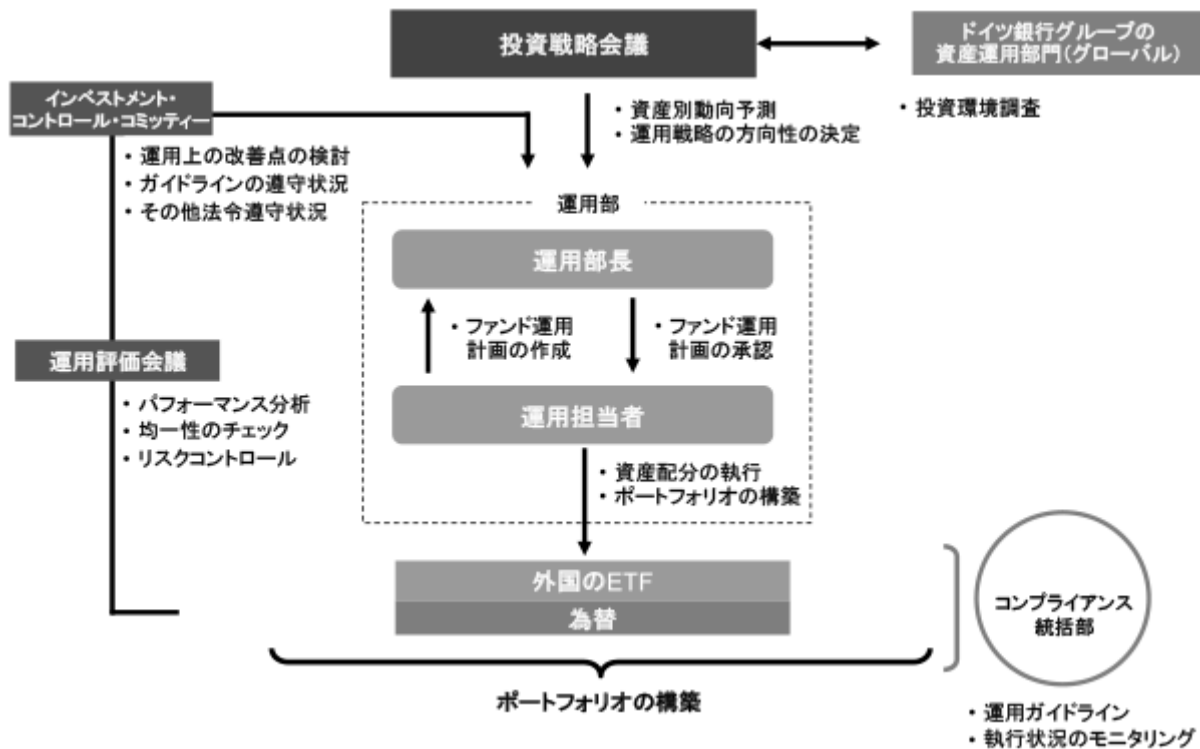 投資戦略会議
ドイツ銀行グループの
資産運用部門(グローバル)
・投資環境調査
・資産別動向予測
・運用戦略の方向性の決定
インベストメント・
コントロール・コミッティー
・運用上の改善点の検討
・ガイドラインの遵守状況
・その他法令遵守状況
運用部
運用部長
・ファンド運用
計画の作成
・ファンド運用
計画の承認
運用評価会議
・パフォーマンス分析
・均一性のチェック
・リスクコントロール
運用担当者
・資産配分の執行
・ポートフォリオの構築
外国のETF
為替
ポートフォリオの構築
コンプライアンス
統括部
・運用ガイドライン
・執行状況のモニタリング